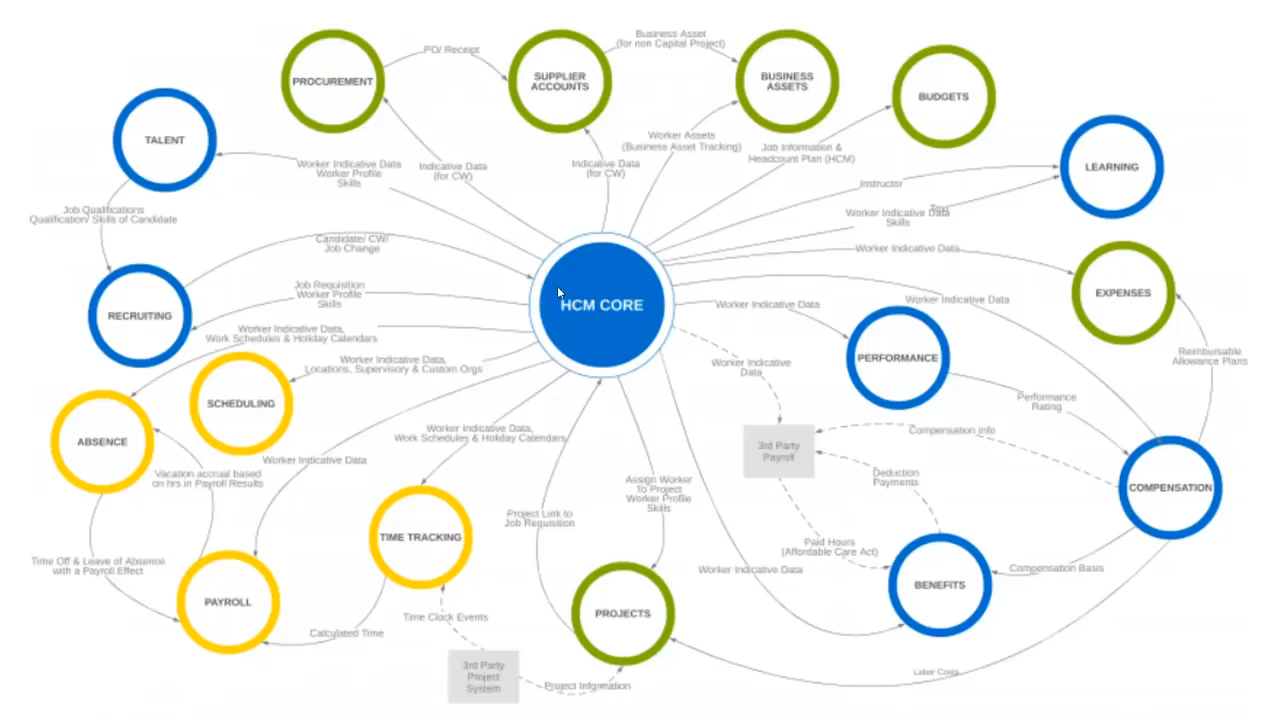 PROCUREMENT
PO/ Receipt
SUPPLIER
ACCOUNTS
Business Asset
(for non Capital Project)
BUSINESS
ASSETS
BUDGETS
TALENT
Worker Indicative Data
Worker Profile
Skills
Indicative Data
(for CW)
Indicative Data
(for CW)
Worker Assets
(Business Asset Tracking)
Job Information &
Headcount Plan (HCM)
LEARNING
Instructor
Worker Indicative Data
Skills
Job Qualifications
Qualification/ Skills of Candidate
Candidate/ CW/
Job Change
Worker Indicative Data
EXPENSES
HCM CORE
Job Requisition
Worker Profile
Skills
RECRUITING
Worker Indicative Data
Worker Indicative Data
Worker Indicative Data,
Work Schedules & Holiday Calendars
Worker Indicative Data,
Locations, Supervisory & Custom Orgs
PERFORMANCE
Reimbursable
Allowance Plans
Worker Indicative
Data
SCHEDULING
ABSENCE
Performance
Rating
Worker Indicative Data,
Work Schedules & Holiday Calendars
3rd Party
Payroll
Compensation Info
Worker Indicative Data
Vacation accrual based
on hrs in Payroll Results
Assign Worker
To Project
Worker Profile
Skills
Deduction
Payments
COMPENSATION
Project Link to
Job Requisition
TIME TRACKING
Paid Hours
(Affordable Care Act)
Time Off & Leave of Absence
with a Payroll Effect
Worker Indicative Data
Compensation Basis
BENEFITS
PAYROLL
PROJECTS
Time Clock Events
Calculated Time
3rd Party
Project
System
Project Information
Labor Costs